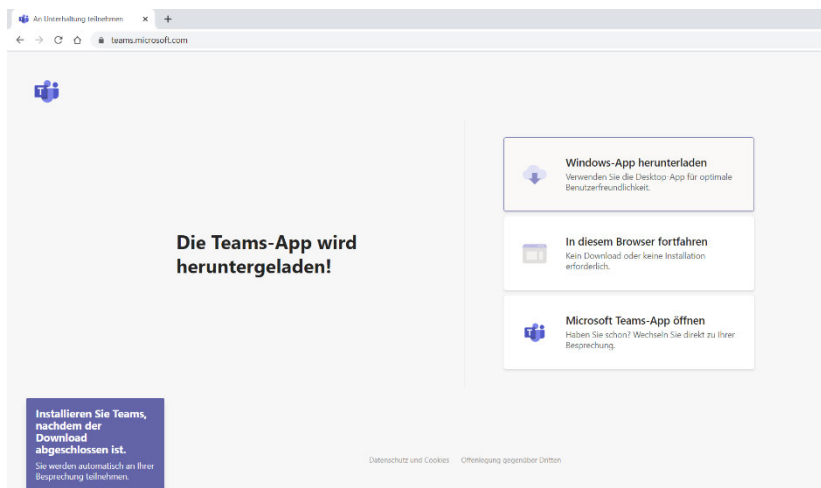 An Unterhaltung teilnehmen
teams.microsoft.com
Die Teams-App wird
heruntergeladen!
Windows-App herunterladen
Verwenden Sie die Desktop-App für optimale
Benutzerfreundlichkeit.
In diesem Browser fortfahren
Kein Download oder keine Installation
erforderlich.
Microsoft Teams-App öffnen
Haben Sie schon? Wechseln Sie direkt zu Ihrer
Besprechung.
Installieren Sie Teams,
nachdem der
Download
abgeschlossen ist.
Sie werden automatisch an Ihrer
Besprechung teilnehmen.
Datenschutz und Cookies Offenlegung gegenüber Dritten